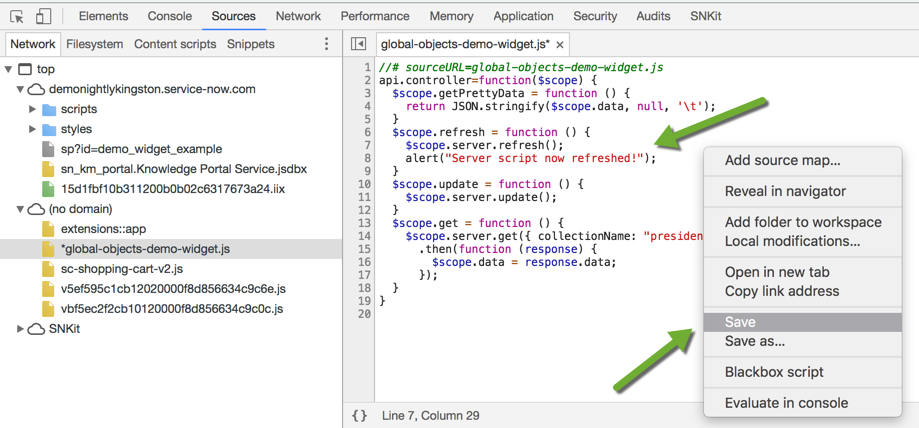 Elements Console Sources Network Performance Memory Application Security Audits SNKit
Network Filesystem Content scripts Snippets
top
demonightlykingston.service-now.com
scripts
styles
sp?id=demo_widget_example
sn_km_portal.Knowledge Portal Service.jsdbx
15d1fbf10b311200b0b02c6317673a24.iix
(no domain)
extensions::app
*global-objects-demo-widget.js
sc-shopping-cart-v2.js
v5ef595c1cb12020000f8d856634c9c6e.js
vbf5ec2f2cb10120000f8d856634c9c0c.js
SNKit
global-objects-demo-widget.js* ×
1 //# sourceURL=global-objects-demo-widget.js
2 api.controller=function($scope) {
3 $scope.getPrettyData = function () {
4 return JSON.stringify($scope.data, null, '\t');
5 }
6 $scope.refresh = function () {
7 $scope.server.refresh();
8 alert("Server script now refreshed!");
9 }
10 $scope.update = function () {
11 $scope.server.update();
12 }
13 $scope.get = function () {
14 $scope.server.get({ collectionName: "presiden
15 .then(function (response) {
16 $scope.data = response.data;
17 });
18 }
19 }
20
{} Line 7, Column 29
Add source map...
Reveal in navigator
Add folder to workspace
Local modifications...
Open in new tab
Copy link address
Save
Save as...
Blackbox script
Evaluate in console